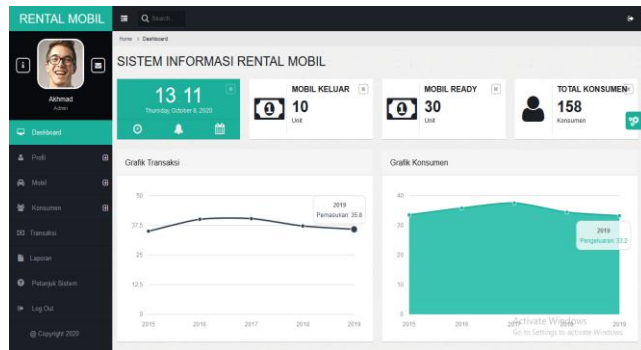 RENTAL MOBIL
Search...
Home > Dashboard
SISTEM INFORMASI RENTAL MOBIL
Akhmad
Admin
Dashboard
Profil
Mobil
Konsumen
Transaksi
Laporan
Petunjuk Sistem
Log Out
@ Copyright 2020
13 11
Thursday, October 8, 2020
MOBIL KELUAR
10
Unit
MOBIL READY
30
Unit
TOTAL KONSUMEN
158
Konsumen
Grafik Transaksi
50
37.5
25
12.5
0
2015 2016 2017 2018 2019
2019
Pemasukan: 35.8
Grafik Konsumen
40
30
20
10
0
2015 2016 2017 2018 2019
2019
Pengeluaran: 33.2
Activate Windows
Go to Settings to activate Windows.